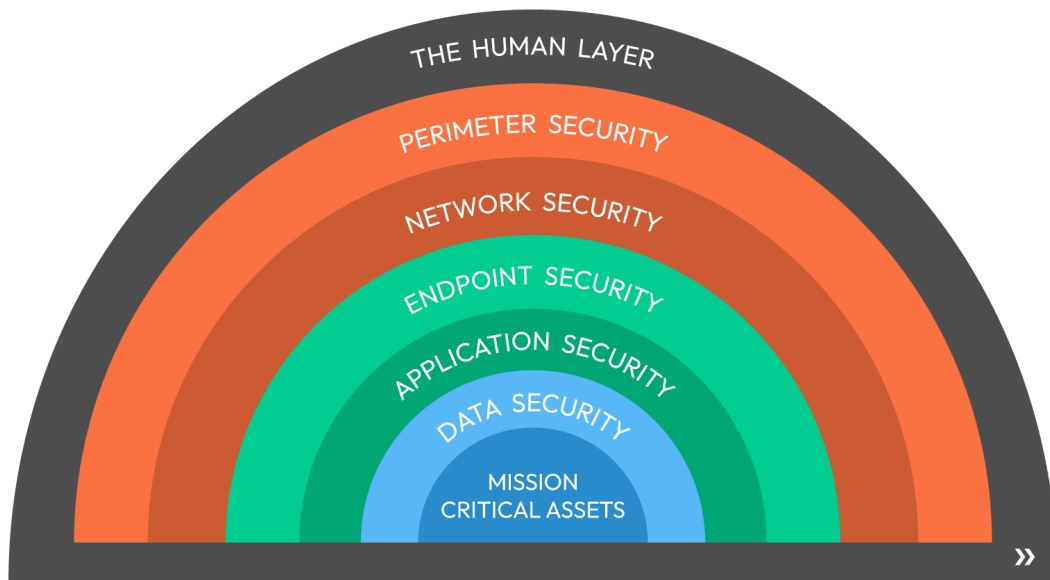 THE HUMAN LAYER
PERIMETER SECURITY
NETWORK SECURITY
ENDPOINT SECURITY
APPLICATION SECURITY
DATA SECURITY
MISSION
CRITICAL ASSETS
»